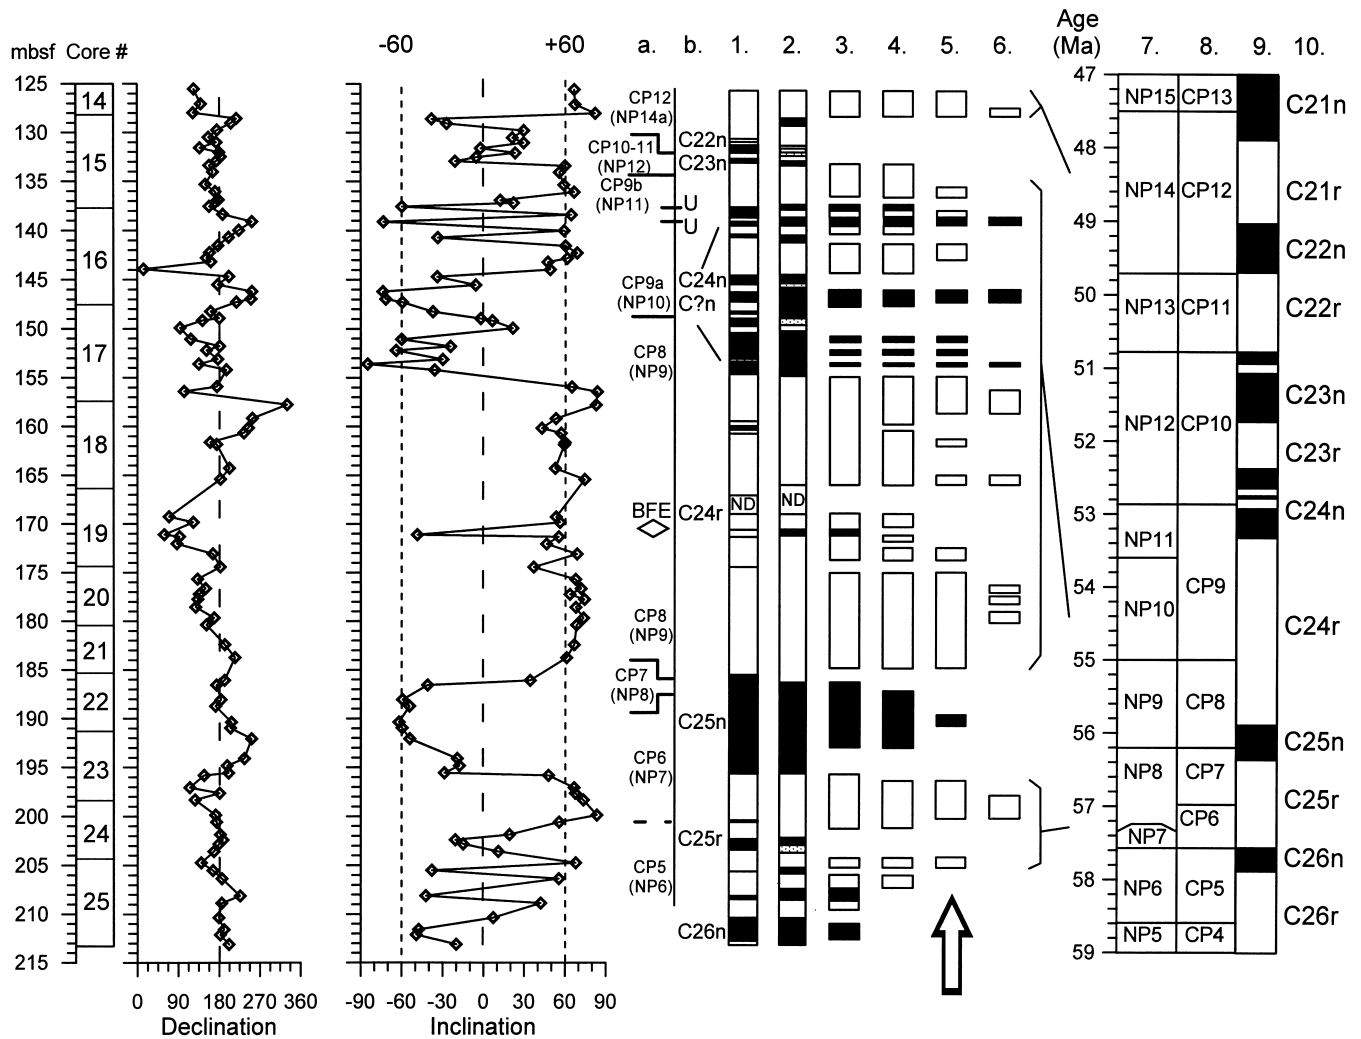 Age
mbsf Core # -60 +60 a. b. 1. 2. 3. 4. 5. 6. (Ma) 7. 8. 9. 10.
125
130
135
140
145
150
155
160
165
170
175
180
185
190
195
200
205
210
215
14
15
16
17
18
19
20
21
22
23
24
25
0 90 180 270 360
Declination
-90 -60 -30 0 30 60 90
Inclination
CP12
(NP14a)
CP10-11
(NP12)
CP9b
(NP11)
CP9a
(NP10)
CP8
(NP9)
BFE
CP8
(NP9)
CP7
(NP8)
CP6
(NP7)
CP5
(NP6)
C22n
C23n
U
U
C24n
C?n
C24r
C25n
C25r
C26n
ND
ND
47
48
49
50
51
52
53
54
55
56
57
58
59
NP15
NP14
NP13
NP12
NP11
NP10
NP9
NP8
NP7
NP6
NP5
CP13
CP12
CP11
CP10
CP9
CP8
CP7
CP6
CP5
CP4
C21n
C21r
C22n
C22r
C23n
C23r
C24n
C24r
C25n
C25r
C26n
C26r